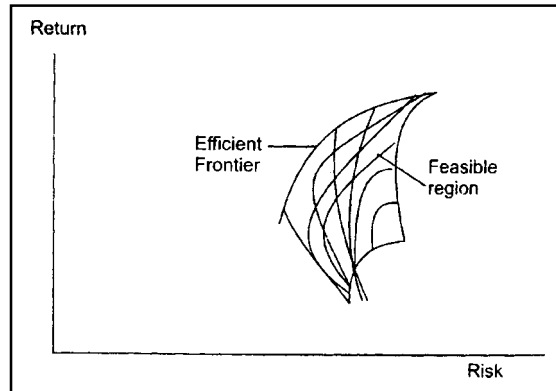 Return
Efficient
Frontier
Feasible
region
Risk